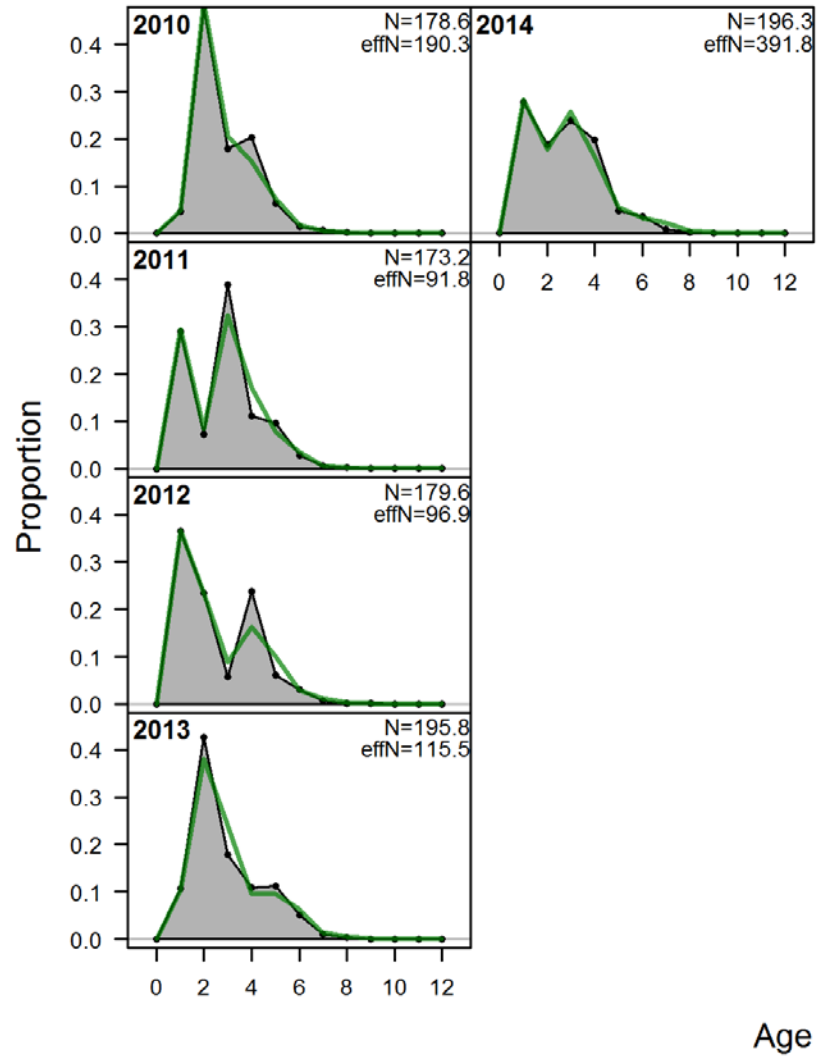 2010
N=178.6
effN=190.3
0.4
0.3
0.2
0.1
0.0
2014
N=196.3
effN=391.8
0 2 4 6 8 10 12
2011
N=173.2
effN=91.8
0.4
0.3
0.2
0.1
0.0
2012
N=179.6
effN=96.9
0.4
0.3
0.2
0.1
0.0
2013
N=195.8
effN=115.5
0.4
0.3
0.2
0.1
0.0
0 2 4 6 8 10 12
Proportion
Age